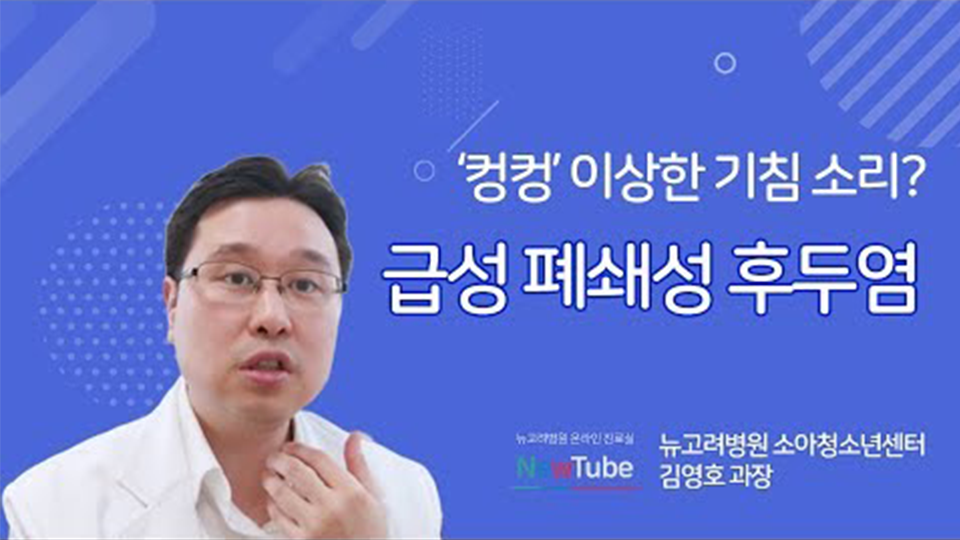 ‘컹컹’ 이상한 기침 소리?
급성 폐쇄성 후두염
뉴고려병원 온라인 진료실
NewTube
뉴고려병원 소아청소년센터
김영호 과장